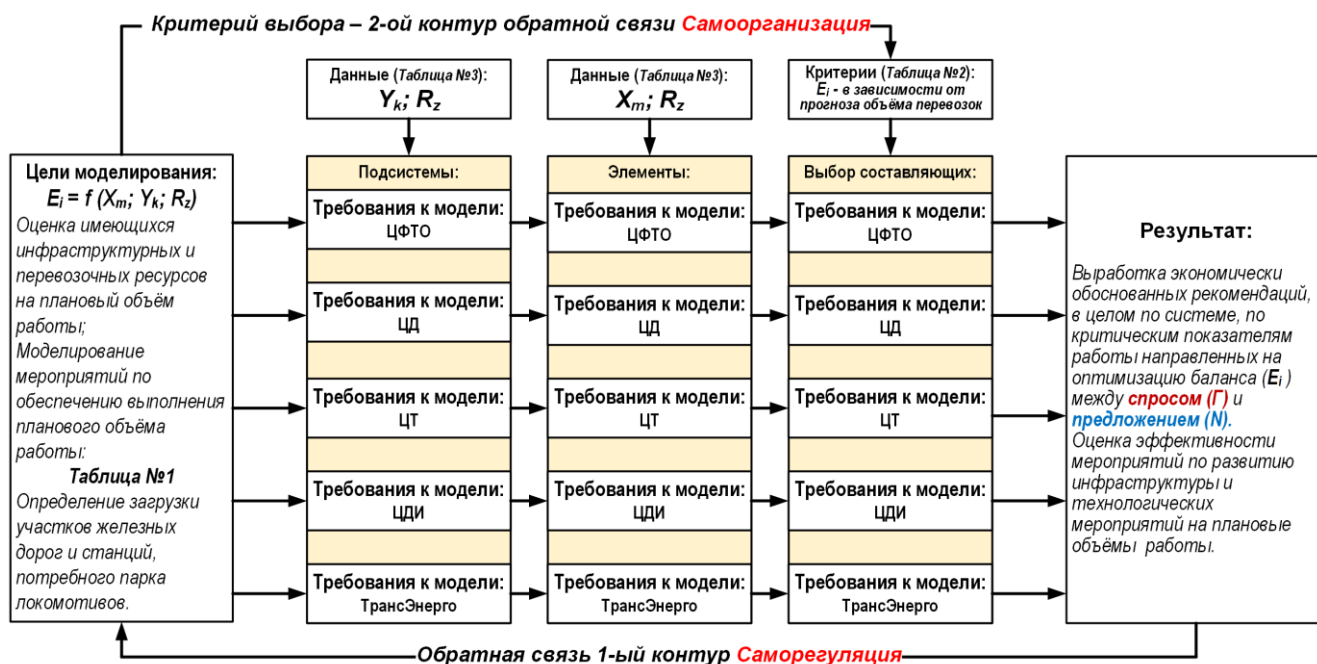 Критерий выбора – 2-ой контур обратной связи Самоорганизация
Данные (Таблица №3):
Yk; Rz
Данные (Таблица №3):
Xm; Rz
Критерии (Таблица №2):
Ei - в зависимости от
прогноза объёма перевозок
Цели моделирования:
Ei = f (Xm; Yk; Rz)
Оценка имеющихся
инфраструктурных и
перевозочных ресурсов
на плановый объём
работы;
Моделирование
мероприятий по
обеспечению выполнения
планового объёма
работы:
Таблица №1
Определение загрузки
участков железных
дорог и станций,
потребного парка
локомотивов.
Подсистемы:
Требования к модели:
ЦФТО
Требования к модели:
ЦД
Требования к модели:
ЦТ
Требования к модели:
ЦДИ
Требования к модели:
ТрансЭнерго
Элементы:
Требования к модели:
ЦФТО
Требования к модели:
ЦД
Требования к модели:
ЦТ
Требования к модели:
ЦДИ
Требования к модели:
ТрансЭнерго
Выбор составляющих:
Требования к модели:
ЦФТО
Требования к модели:
ЦД
Требования к модели:
ЦТ
Требования к модели:
ЦДИ
Требования к модели:
ТрансЭнерго
Результат:
Выработка экономически
обоснованных рекомендаций,
в целом по системе, по
критическим показателям
работы направленных на
оптимизацию баланса (Ei )
между спросом (Г) и
предложением (N).
Оценка эффективности
мероприятий по развитию
инфраструктуры и
технологических
мероприятий на плановые
объёмы работы.
Обратная связь 1-ый контур Саморегуляция